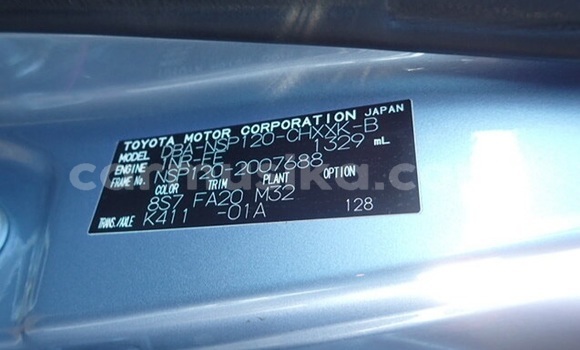 TOYOTA MOTOR CORPORATION JAPAN
MODEL DBA-NSP120-CHXXK-B
ENGINE 1NR-FE 1329 mL
FRAME No. NSP120-2007688
COLOR TRIM PLANT OPTION
8S7 FA20 M32
TRANS./AXLE K411 -01A 128